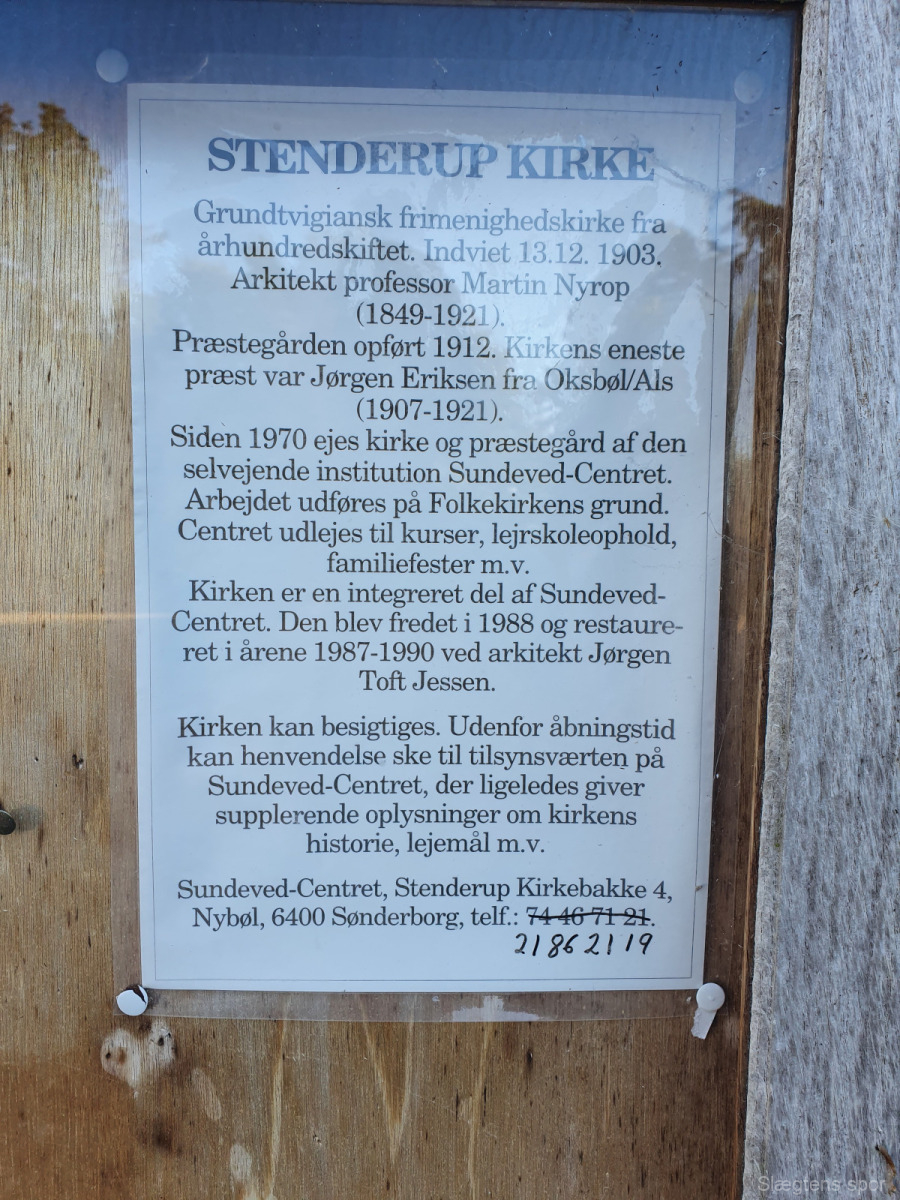 STENDERUP KIRKE
Grundtvigiansk frimenighedskirke fra
århundredskiftet. Indviet 13.12. 1903.
Arkitekt professor Martin Nyrop
(1849-1921).
Præstegården opført 1912. Kirkens eneste
præst var Jørgen Eriksen fra Oksbøl/Als
(1907-1921).
Siden 1970 ejes kirke og præstegård af den
selvejende institution Sundeved-Centret.
Arbejdet udføres på Folkekirkens grund.
Centret udlejes til kurser, lejrskoleophold,
familiefester m.v.
Kirken er en integreret del af Sundeved-
Centret. Den blev fredet i 1988 og restaure-
ret i årene 1987-1990 ved arkitekt Jørgen
Toft Jessen.
Kirken kan besigtiges. Udenfor åbningstid
kan henvendelse ske til tilsynsværten på
Sundeved-Centret, der ligeledes giver
supplerende oplysninger om kirkens
historie, lejemål m.v.
Sundeved-Centret, Stenderup Kirkebakke 4,
Nybøl, 6400 Sønderborg, telf.: 74 46 71 21.
21 86 21 19
Slægtens spor